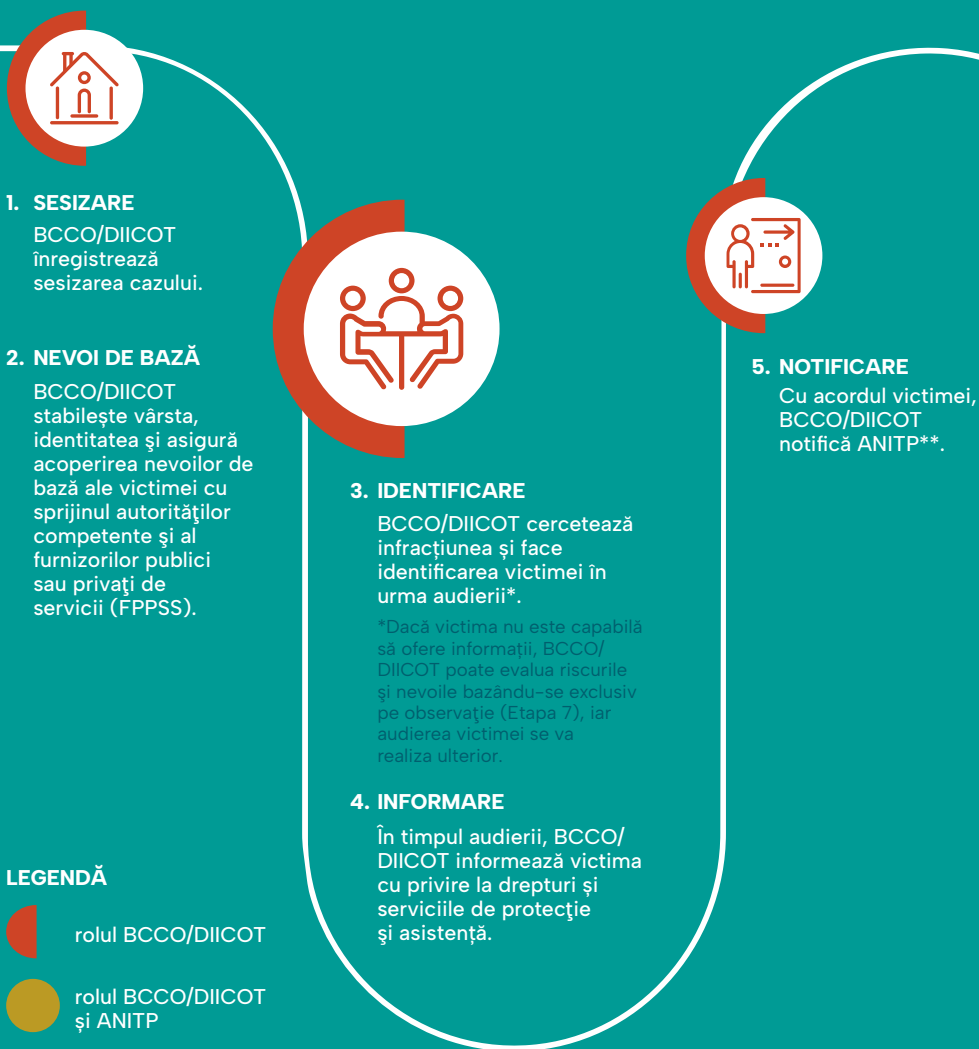 1. SESIZARE
BCCO/DIICOT
înregistrează
sesizarea cazului.
2. NEVOI DE BAZĂ
BCCO/DIICOT
stabilește vârsta,
identitatea şi asigură
acoperirea nevoilor de
bază ale victimei cu
sprijinul autorităţilor
competente şi al
furnizorilor publici
sau privaţi de
servicii (FPPSS).
3. IDENTIFICARE
BCCO/DIICOT cercetează
infracțiunea și face
identificarea victimei în
urma audierii*.
*Dacă victima nu este capabilă
să ofere informații, BCCO/
DIICOT poate evalua riscurile
şi nevoile bazându-se exclusiv
pe observaţie (Etapa 7), iar
audierea victimei se va
realiza ulterior.
4. INFORMARE
În timpul audierii, BCCO/
DIICOT informează victima
cu privire la drepturi și
serviciile de protecţie
şi asistență.
5. NOTIFICARE
Cu acordul victimei,
BCCO/DIICOT
notifică ANITP**.
LEGENDĂ
rolul BCCO/DIICOT
rolul BCCO/DIICOT
și ANITP